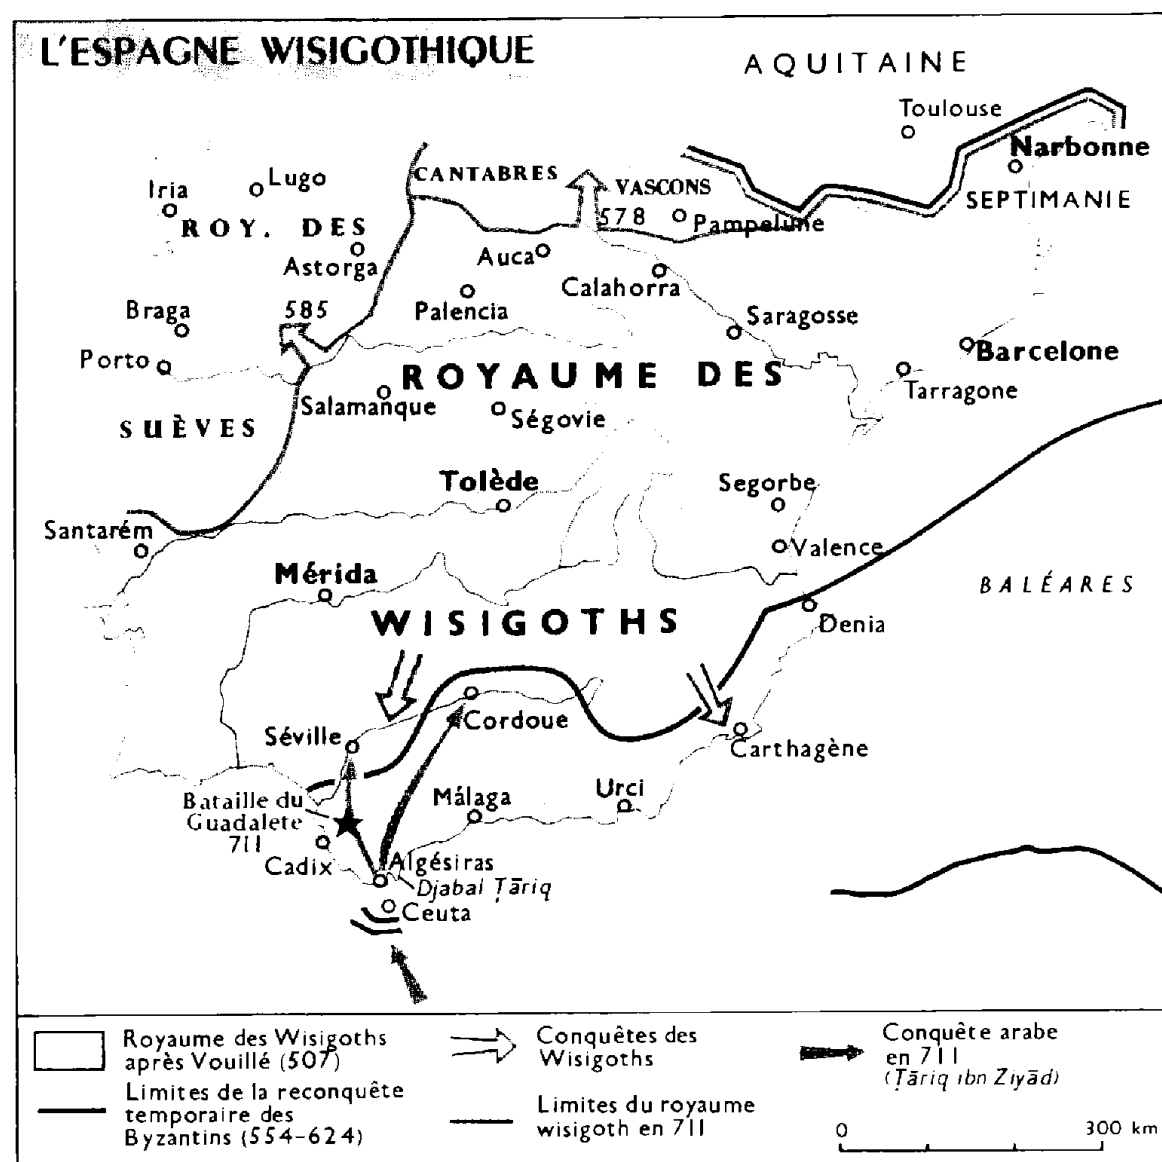 L'ESPAGNE WISIGOTHIQUE
AQUITAINE
Toulouse
Narbonne
SEPTIMANIE
CANTABRES
VASCONS
578
Pampelune
Iria
Lugo
ROY. DES
Astorga
Auca
Calahorra
Braga
585
Palencia
Saragosse
Porto
Barcelone
ROYAUME DES
Tarragone
Salamanque
Ségovie
SUÈVES
Tolède
Segorbe
Santarém
Valence
Mérida
BALÉARES
WISIGOTHS
Denia
Cordoue
Séville
Carthagène
Bataille du
Guadalete
711
Málaga
Urci
Cadix
Algésiras
Djabal Ṭāriq
Ceuta
Royaume des Wisigoths
après Vouillé (507)
Limites de la reconquête
temporaire des
Byzantins (554-624)
Conquêtes des
Wisigoths
Limites du royaume
wisigoth en 711
Conquête arabe
en 711
(Ṭāriq ibn Ziyād)
0 300 km